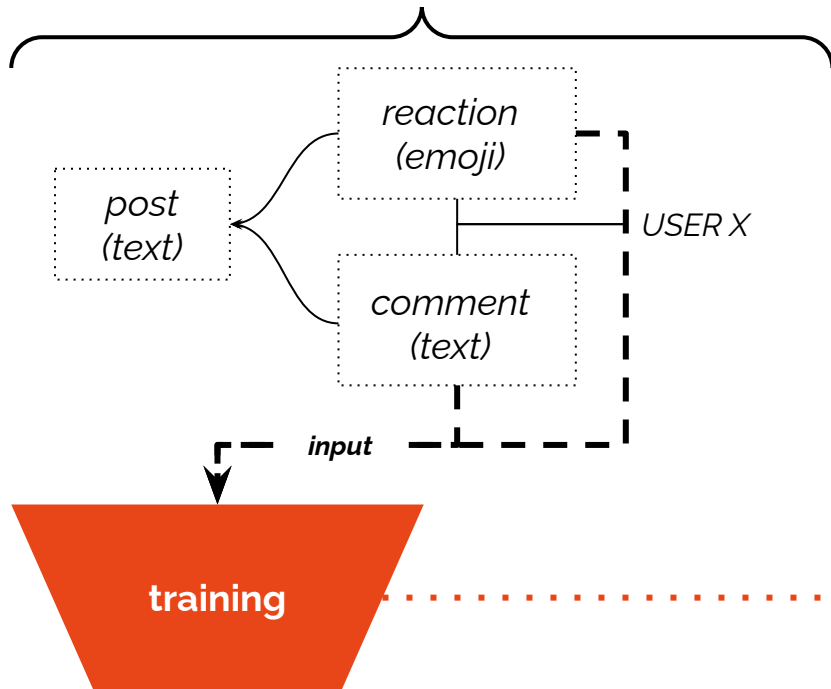 reaction
(emoji)
post
(text)
USER X
comment
(text)
input
training